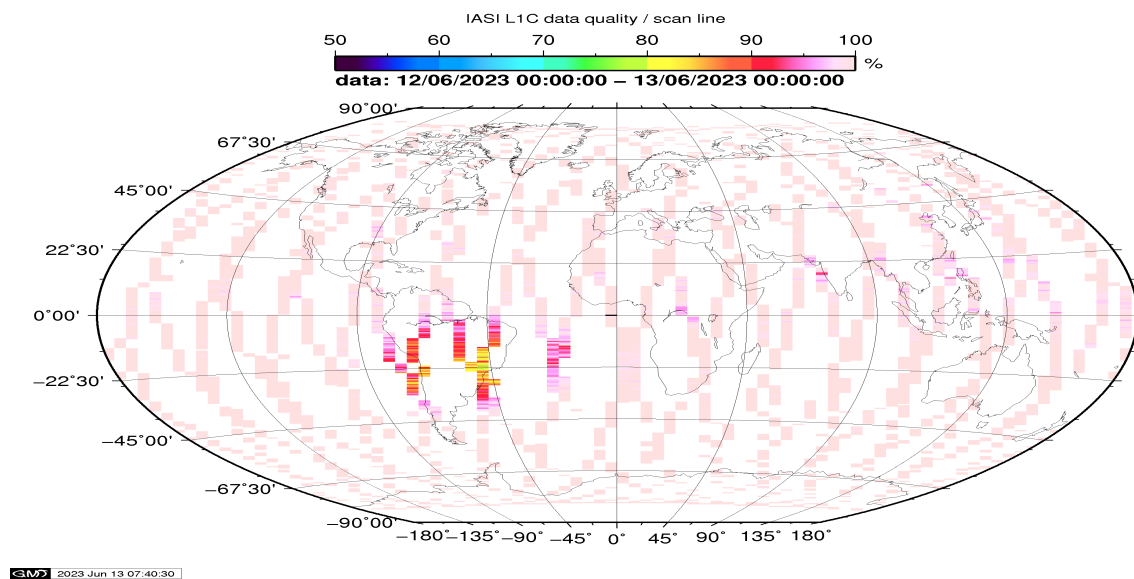 IASI L1C data quality / scan line
50 60 70 80 90 100
%
data: 12/06/2023 00:00:00 − 13/06/2023 00:00:00
90°00'
67°30'
45°00'
22°30'
0°00'
−22°30'
−45°00'
−67°30'
−90°00'
−180° −135° −90° −45° 0° 45° 90° 135° 180°
GMD 2023 Jun 13 07:40:30